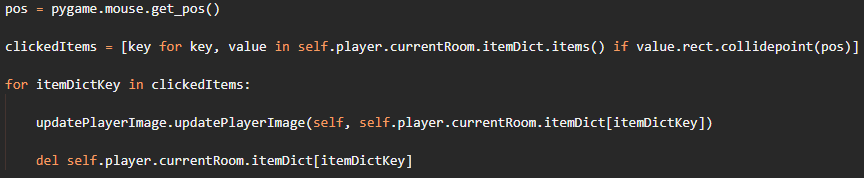 pos = pygame.mouse.get_pos()
clickedItems = [key for key, value in self.player.currentRoom.itemDict.items() if value.rect.collidepoint(pos)]
for itemDictKey in clickedItems:
updatePlayerImage.updatePlayerImage(self, self.player.currentRoom.itemDict[itemDictKey])
del self.player.currentRoom.itemDict[itemDictKey]